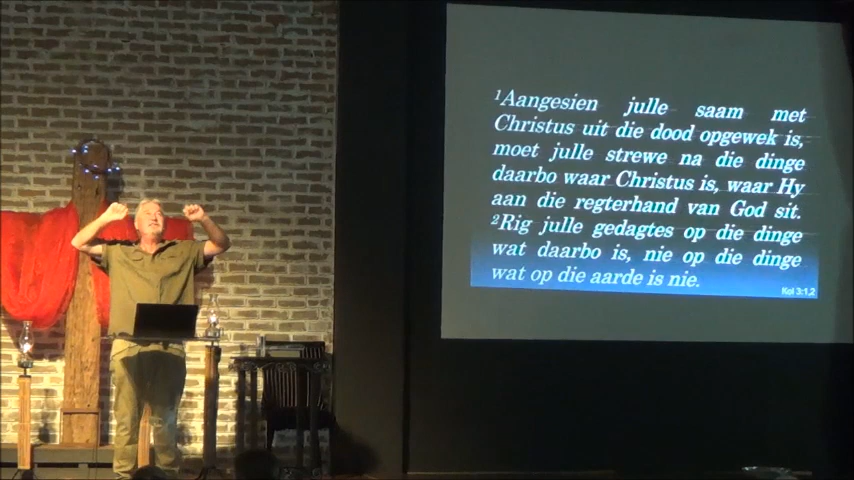 ¹Aangesien julle saam met
Christus uit die dood opgewek is,
moet julle strewe na die dinge
daarbo waar Christus is, waar Hy
aan die regterhand van God sit.
²Rig julle gedagtes op die dinge
wat daarbo is, nie op die dinge
wat op die aarde is nie.
Kol 3:1,2